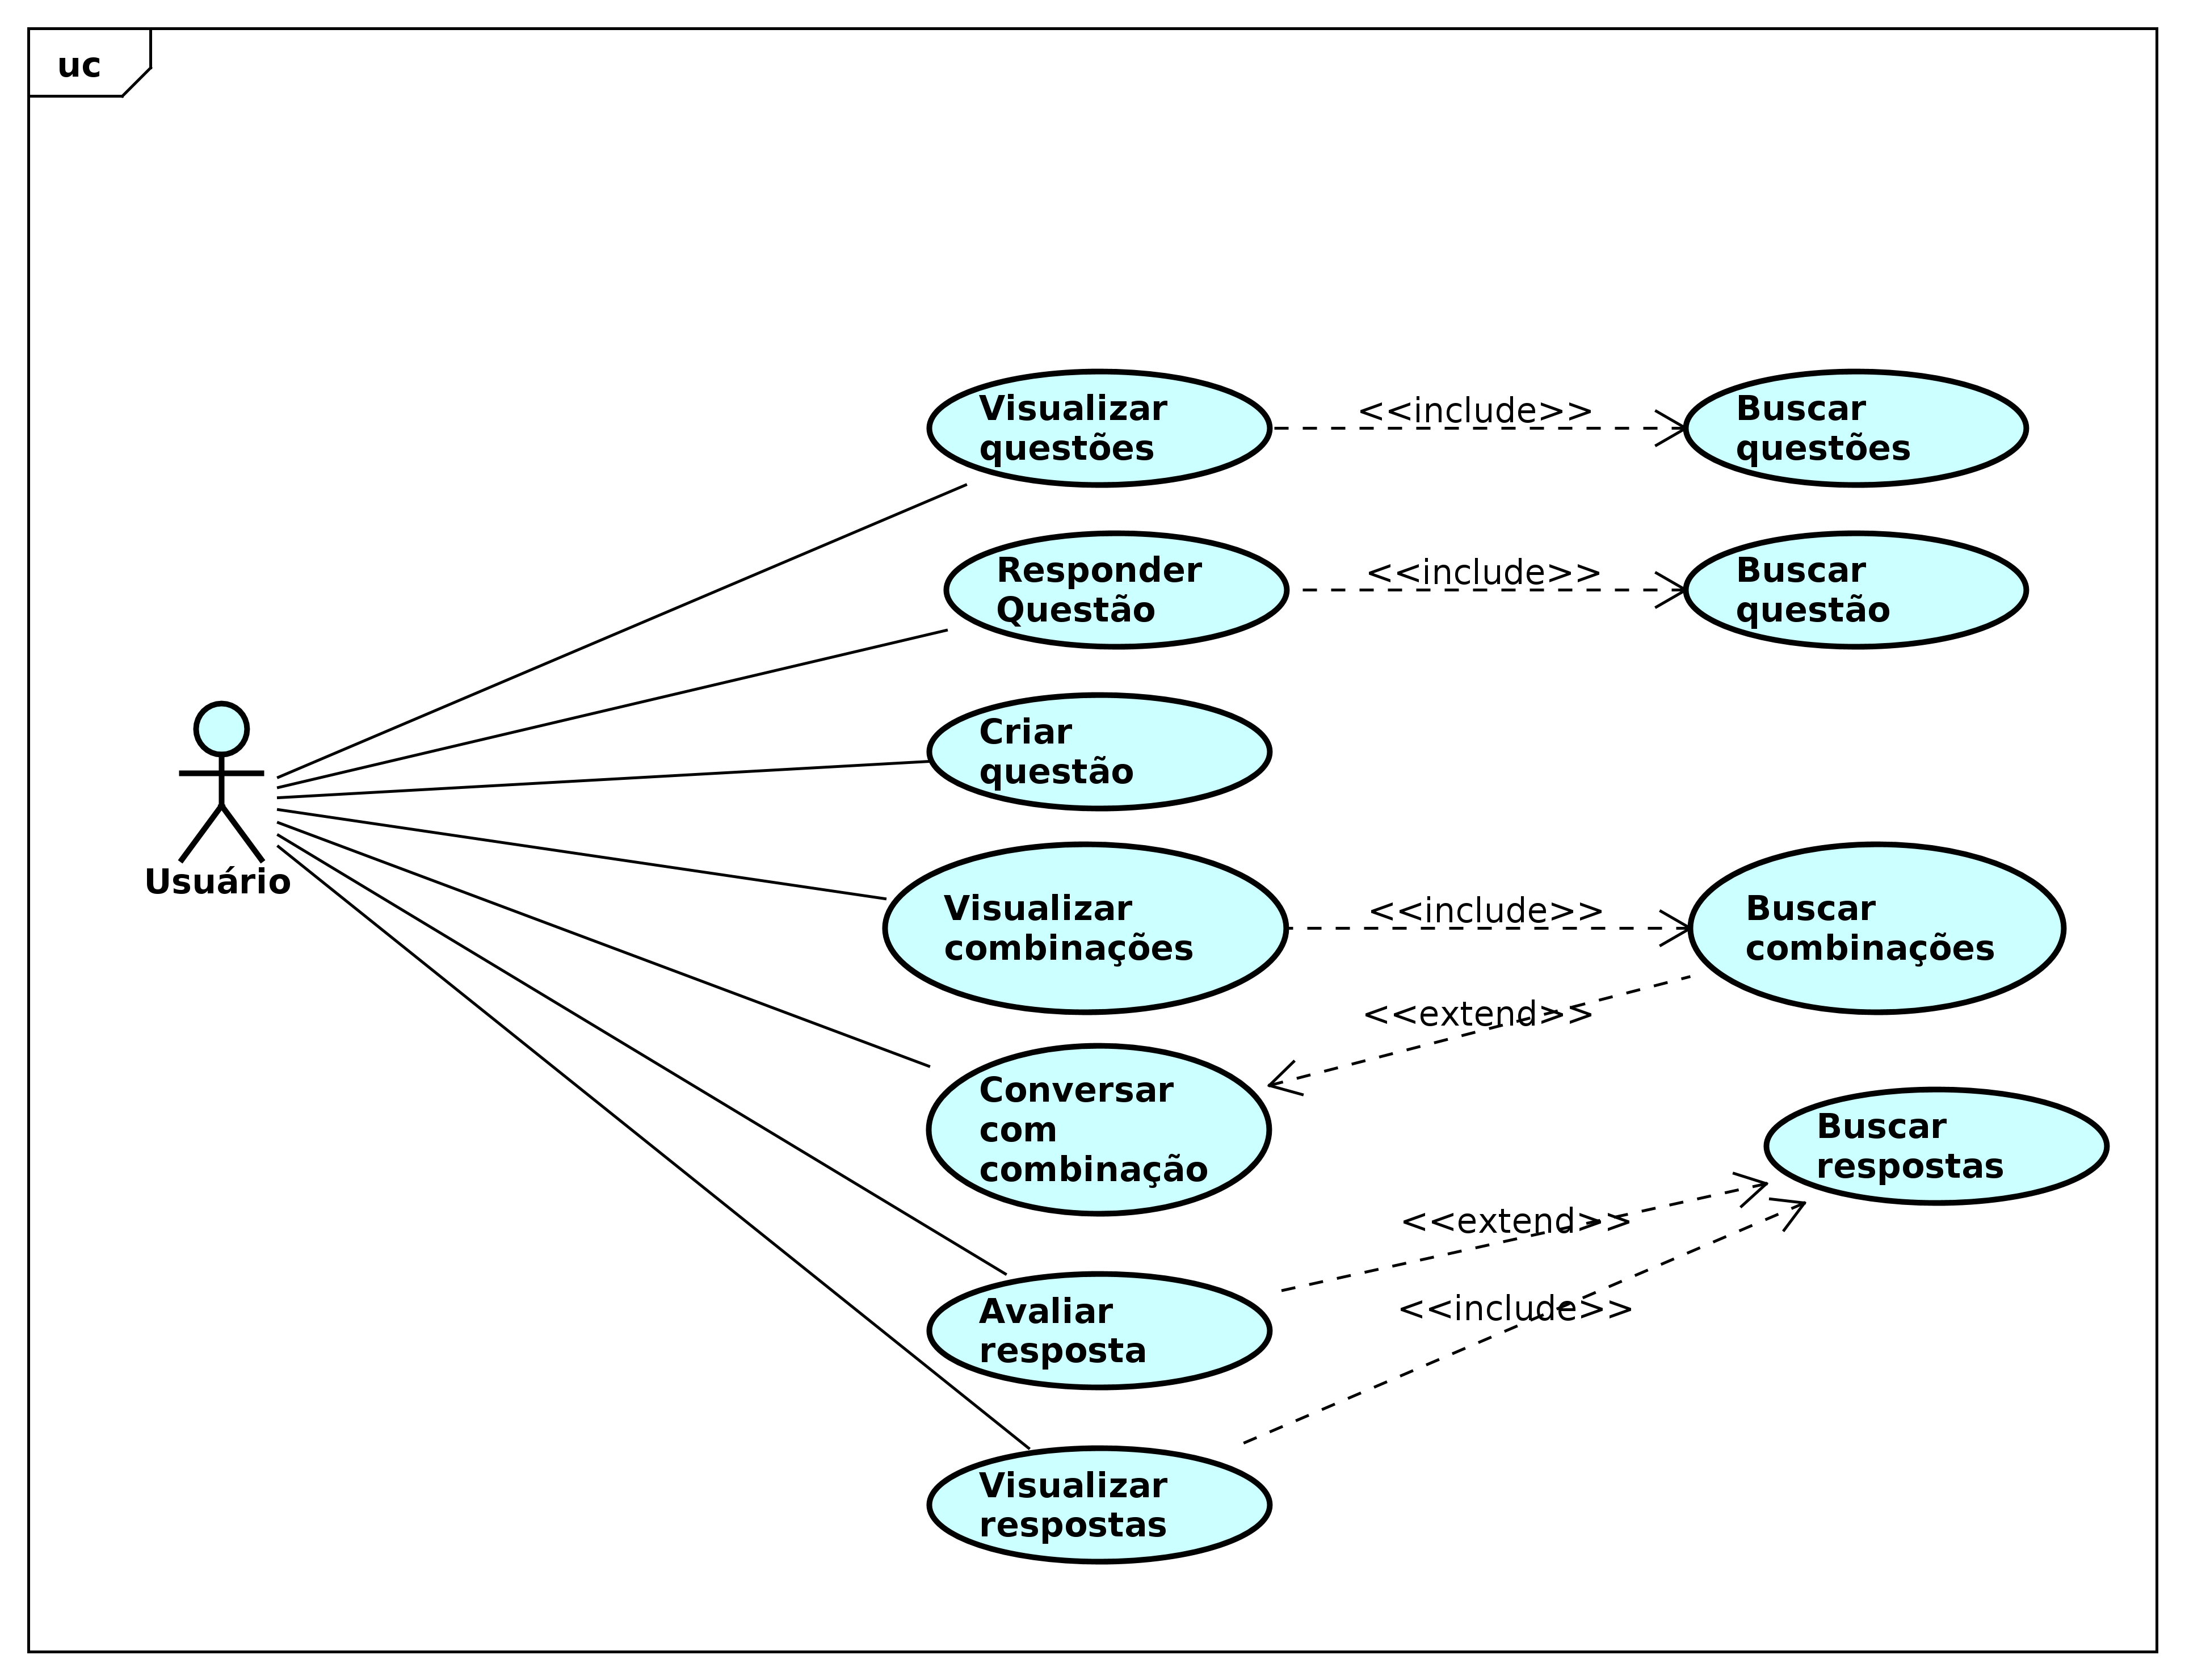 uc
Visualizar
questões
<<include>>
Buscar
questões
Responder
Questão
<<include>>
Buscar
questão
Criar
questão
Usuário
Visualizar
combinações
<<include>>
Buscar
combinações
<<extend>>
Conversar
com
combinação
Buscar
respostas
<<extend>>
Avaliar
resposta
<<include>>
Visualizar
respostas